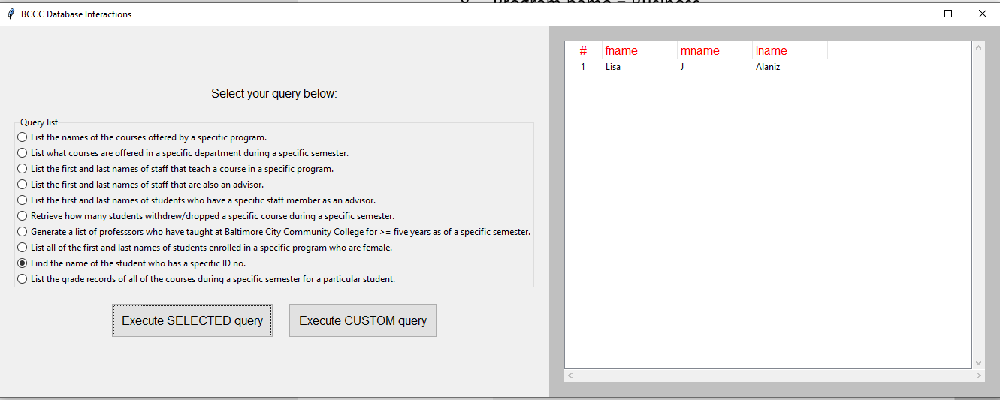 Program name = Business
BCCC Database Interactions
Select your query below:
Query list
List the names of the courses offered by a specific program.
List what courses are offered in a specific department during a specific semester.
List the first and last names of staff that teach a course in a specific program.
List the first and last names of staff that are also an advisor.
List the first and last names of students who have a specific staff member as an advisor.
Retrieve how many students withdrew/dropped a specific course during a specific semester.
Generate a list of professsors who have taught at Baltimore City Community College for >= five years as of a specific semester.
List all of the first and last names of students enrolled in a specific program who are female.
Find the name of the student who has a specific ID no.
List the grade records of all of the courses during a specific semester for a particular student.
Execute SELECTED query
Execute CUSTOM query
# fname mname lname
1 Lisa J Alaniz